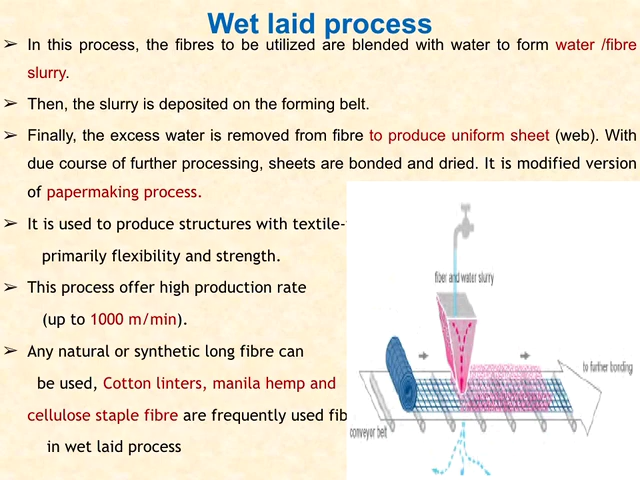 Wet laid process
➢ In this process, the fibres to be utilized are blended with water to form water /fibre
slurry.
➢ Then, the slurry is deposited on the forming belt.
➢ Finally, the excess water is removed from fibre to produce uniform sheet (web). With
due course of further processing, sheets are bonded and dried. It is modified version
of papermaking process.
➢ It is used to produce structures with textile-
primarily flexibility and strength.
➢ This process offer high production rate
(up to 1000 m/min).
➢ Any natural or synthetic long fibre can
be used, Cotton linters, manila hemp and
cellulose staple fibre are frequently used fib
in wet laid process
fiber and water slurry
to further bonding
conveyor belt